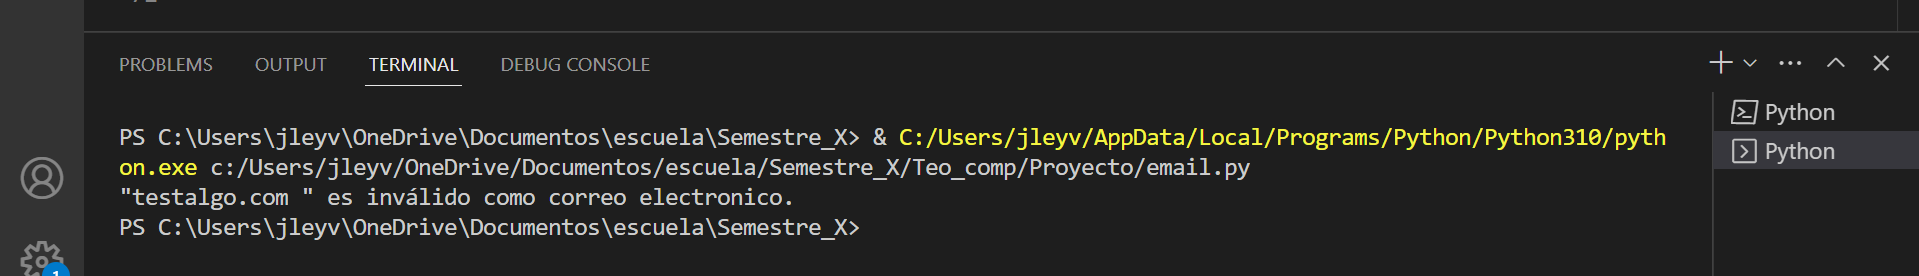 PROBLEMS OUTPUT TERMINAL DEBUG CONSOLE
PS C:\Users\jleyv\OneDrive\Documentos\escuela\Semestre_X> & C:/Users/jleyv/AppData/Local/Programs/Python/Python310/pyth
on.exe c:/Users/jleyv/OneDrive/Documentos/escuela/Semestre_X/Teo_comp/Proyecto/email.py
"testalgo.com " es inválido como correo electronico.
PS C:\Users\jleyv\OneDrive\Documentos\escuela\Semestre_X>
Python
Python
1